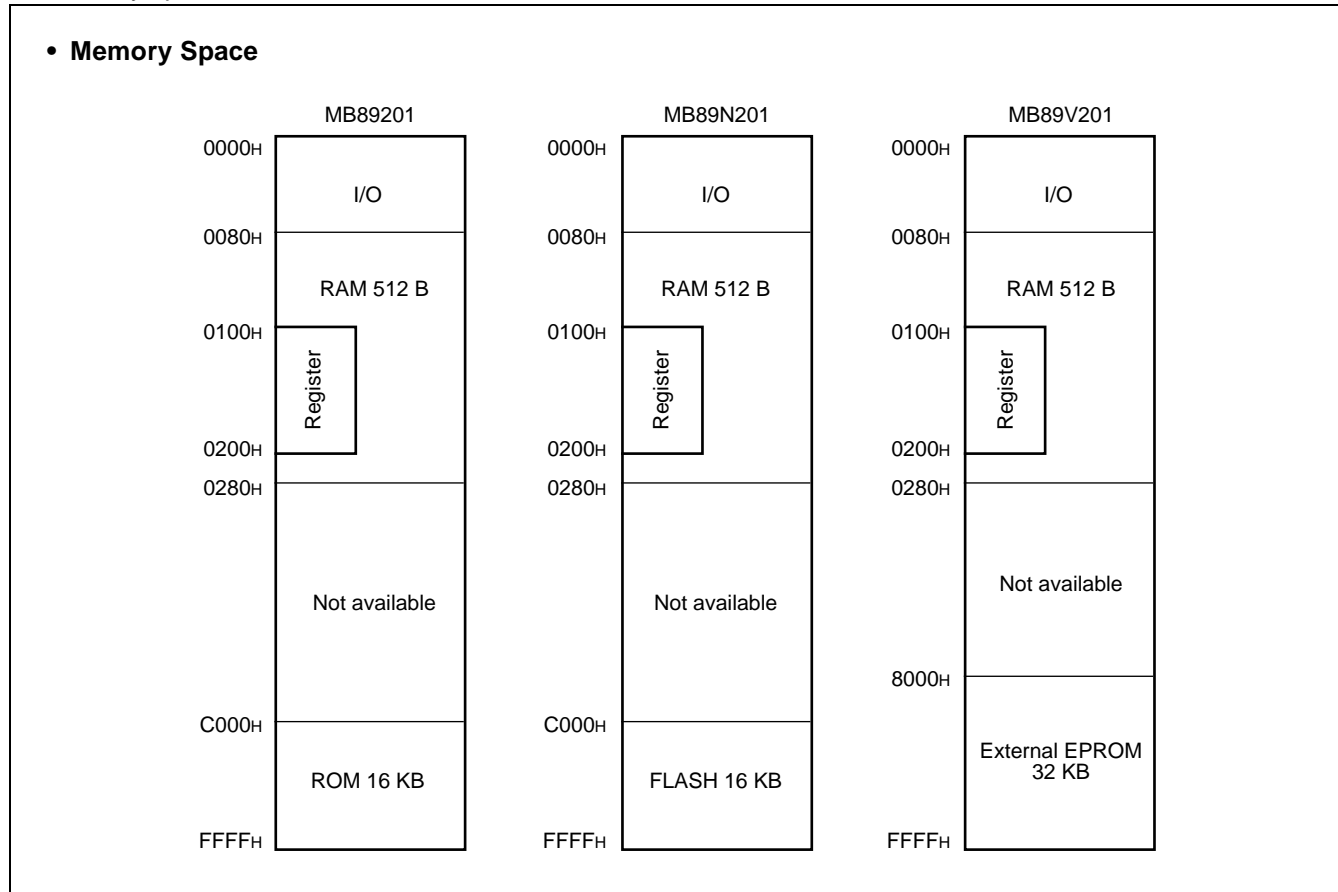 • Memory Space
MB89201
0000H
I/O
0080H
RAM 512 B
0100H
Register
0200H
0280H
Not available
C000H
ROM 16 KB
FFFFH
MB89N201
0000H
I/O
0080H
RAM 512 B
0100H
Register
0200H
0280H
Not available
C000H
FLASH 16 KB
FFFFH
MB89V201
0000H
I/O
0080H
RAM 512 B
0100H
Register
0200H
0280H
Not available
8000H
External EPROM
32 KB
FFFFH